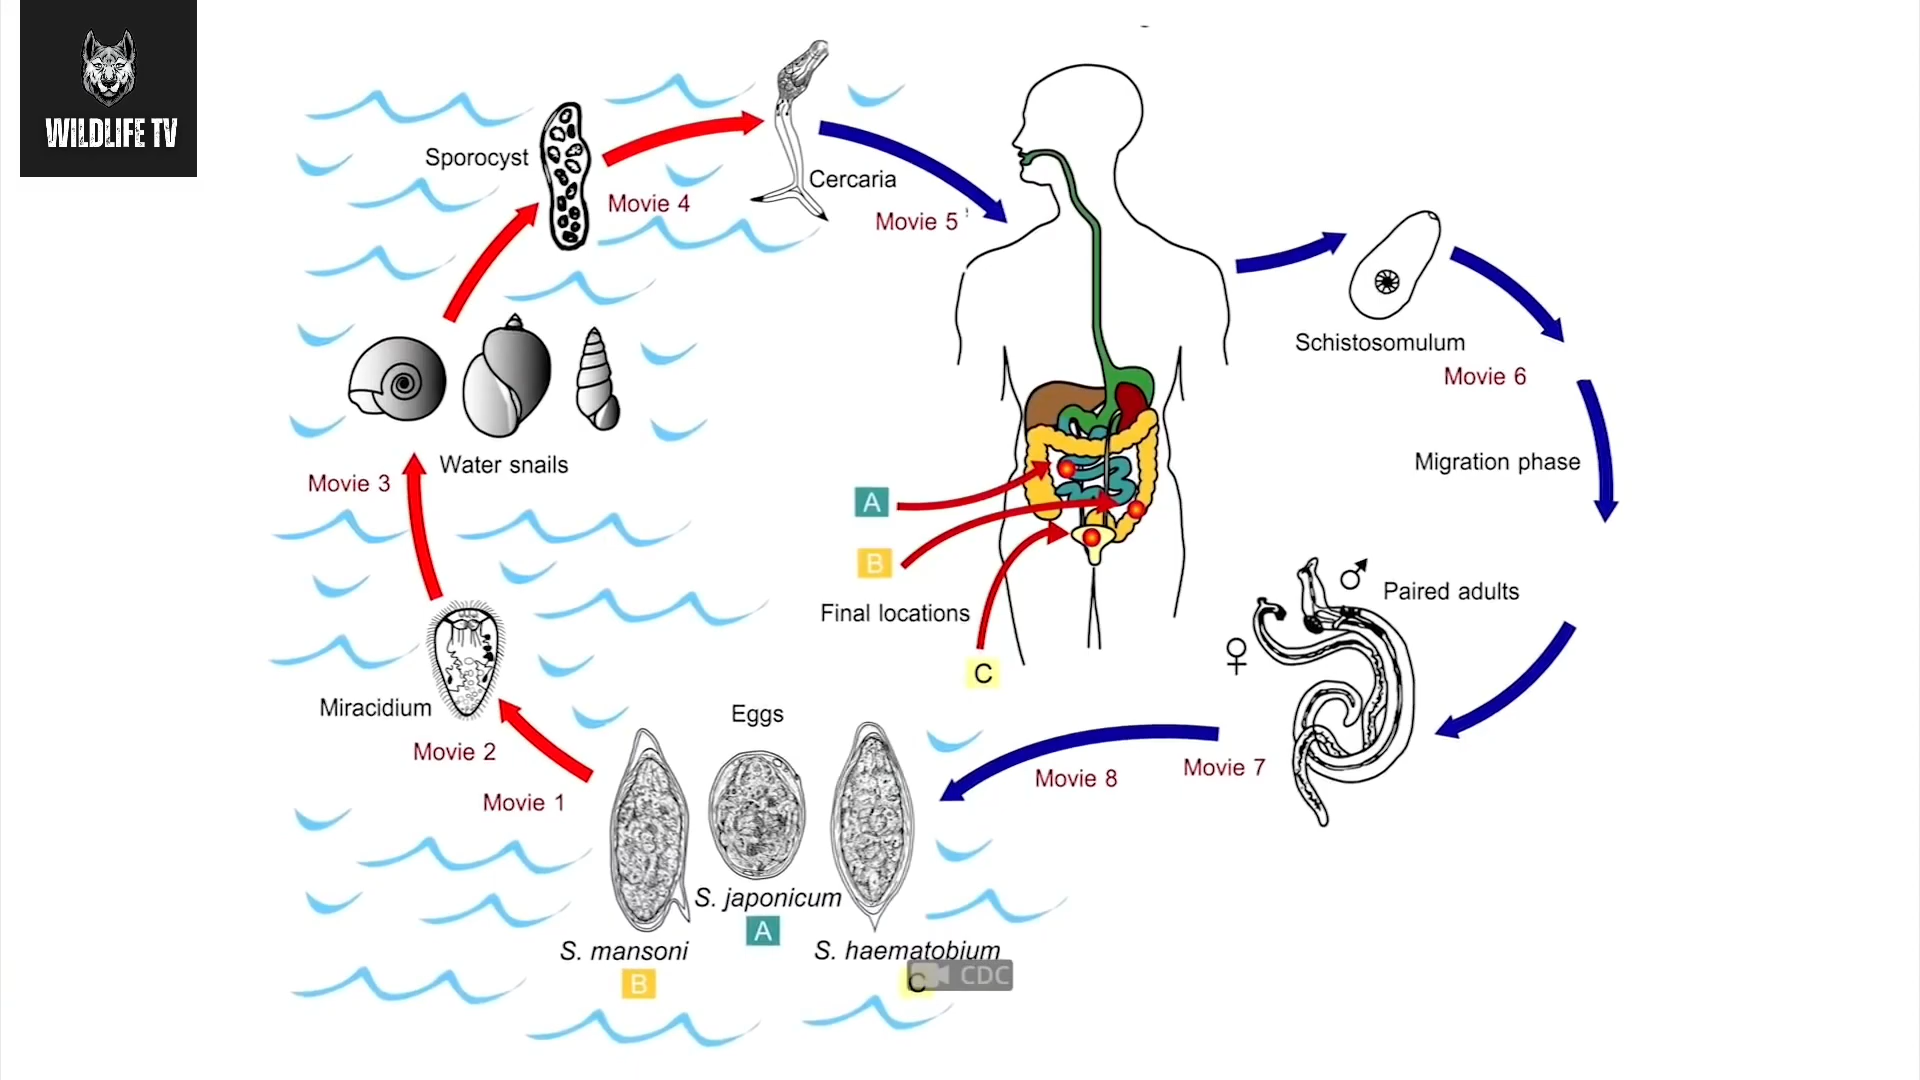 WILDLIFE TV
Sporocyst
Movie 4
Cercaria
Movie 5
Schistosomulum
Movie 6
Migration phase
Water snails
Movie 3
A
B
Final locations
C
♂
Paired adults
♀
Miracidium
Movie 2
Movie 1
Eggs
Movie 8
Movie 7
S. japonicum
A
S. mansoni
B
S. haematobium
C
CDC